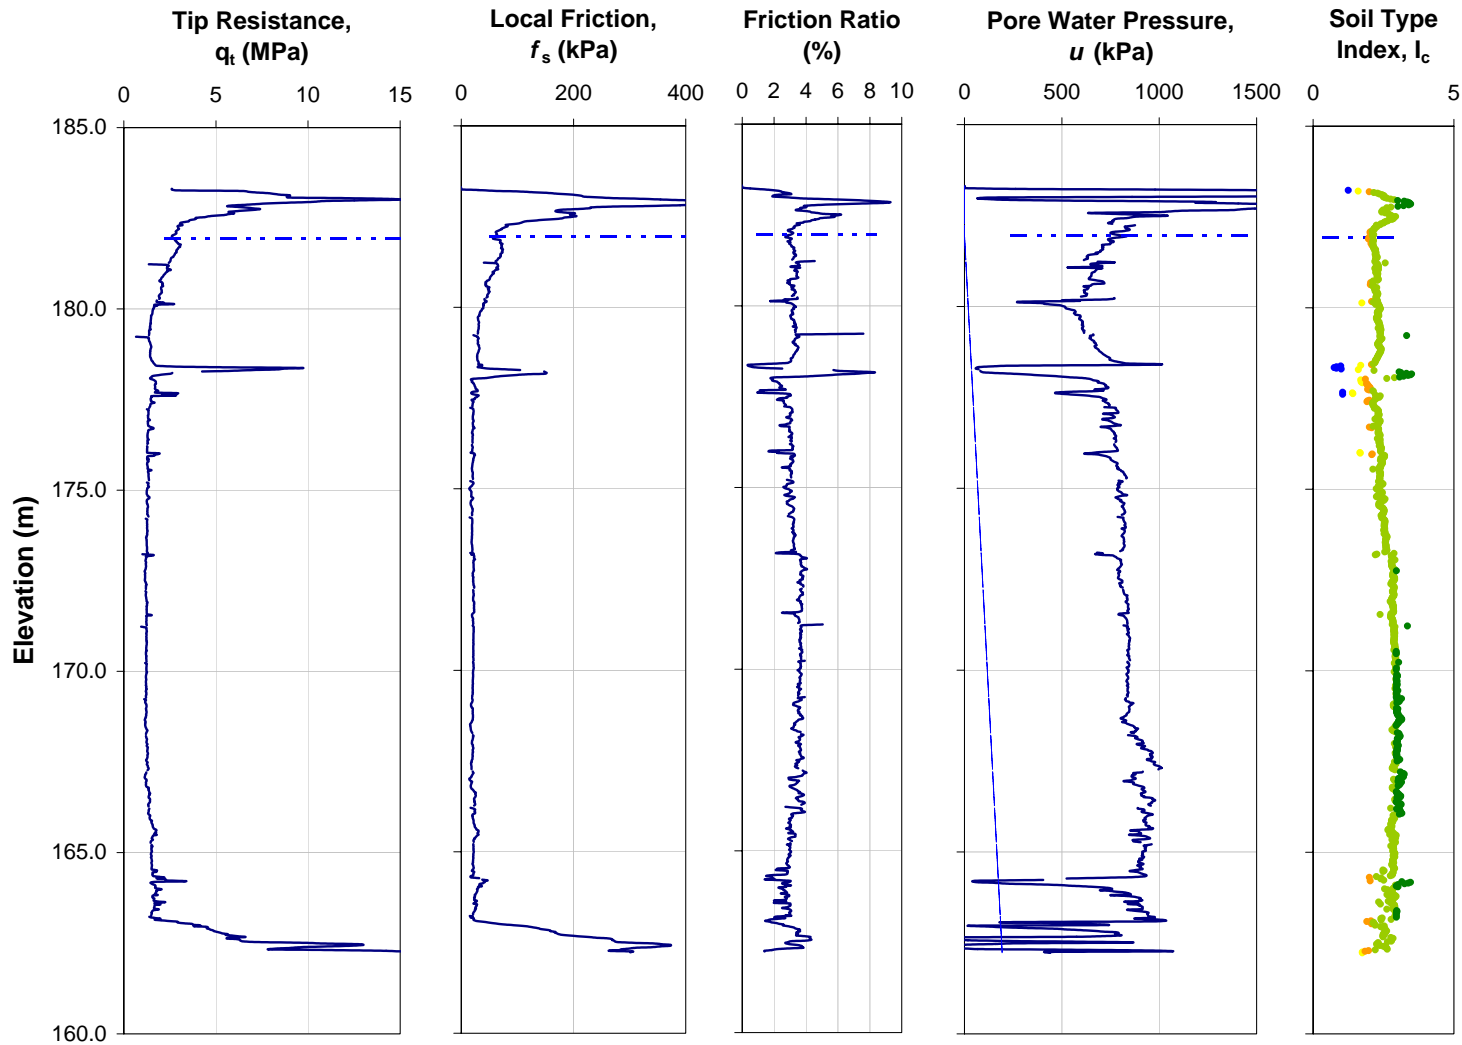 Tip Resistance,
qt (MPa)
Local Friction,
fs (kPa)
Friction Ratio
(%)
Pore Water Pressure,
u (kPa)
Soil Type
Index, Ic
0 5 10 15
0 200 400
0 2 4 6 8 10
0 500 1000 1500
0 5
185.0
180.0
175.0
170.0
165.0
160.0
Elevation (m)